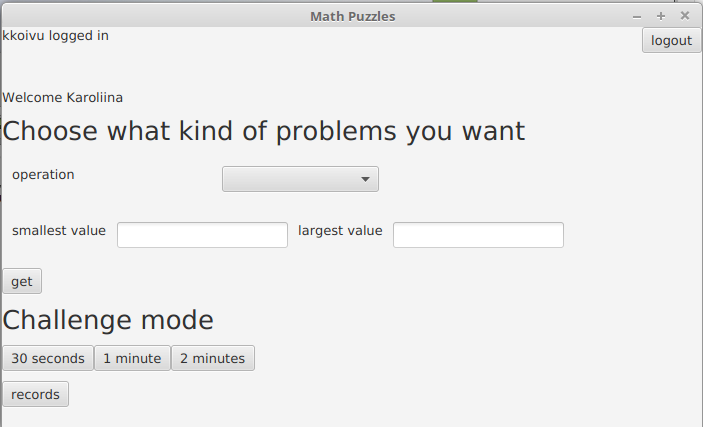 Math Puzzles
kkoivu logged in
logout
Welcome Karoliina
Choose what kind of problems you want
operation
smallest value
largest value
get
Challenge mode
30 seconds
1 minute
2 minutes
records